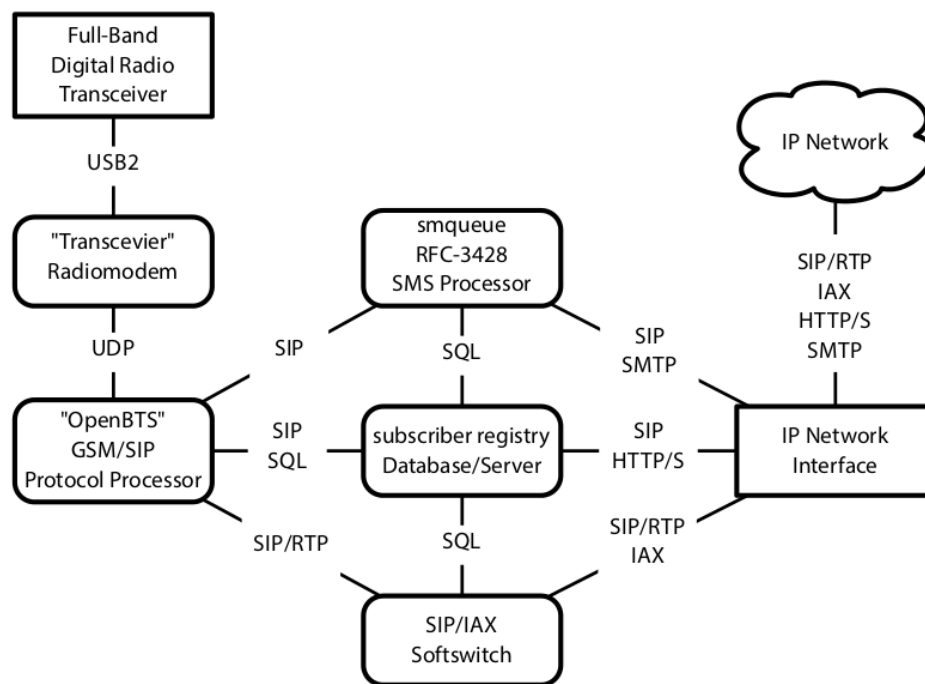 Full-Band
Digital Radio
Transceiver
USB2
"Transcevier"
Radiomodem
UDP
"OpenBTS"
GSM/SIP
Protocol Processor
SIP
smqueue
RFC-3428
SMS Processor
SQL
SIP
SQL
subscriber registry
Database/Server
SIP/RTP
SQL
SIP/IAX
Softswitch
SIP
SMTP
SIP
HTTP/S
SIP/RTP
IAX
IP Network
SIP/RTP
IAX
HTTP/S
SMTP
IP Network
Interface